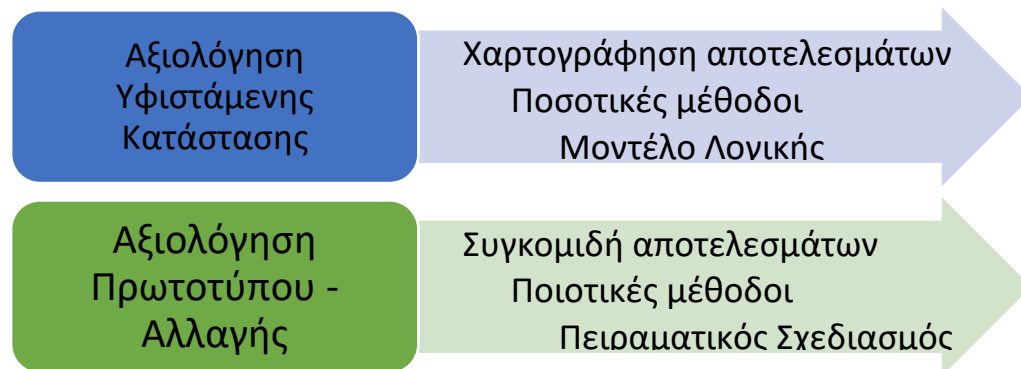 Αξιολόγηση
Υφιστάμενης
Κατάστασης
Χαρτογράφηση αποτελεσμάτων
Ποσοτικές μέθοδοι
Μοντέλο Λογικής
Αξιολόγηση
Πρωτοτύπου -
Αλλαγής
Συγκομιδή αποτελεσμάτων
Ποιοτικές μέθοδοι
Πειραματικός Σχεδιασμός